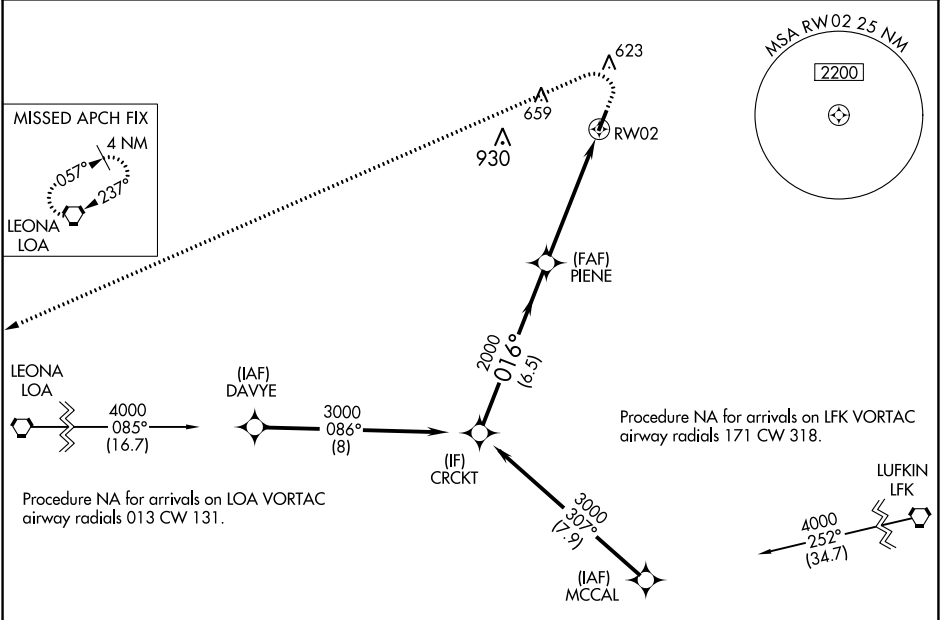 MISSED APCH FIX
4 NM
057°
237°
LEONA
LOA
623
659
930
RW02
MSA RW02 25 NM
2200
(FAF)
PIENE
2000
016°
(6.5)
LEONA
LOA
4000
085°
(16.7)
(IAF)
DAVYE
3000
086°
(8)
(IF)
CRCKT
Procedure NA for arrivals on LFK VORTAC
airway radials 171 CW 318.
Procedure NA for arrivals on LOA VORTAC
airway radials 013 CW 131.
3000
307°
(7.9)
(IAF)
MCCAL
LUFKIN
LFK
4000
252°
(34.7)